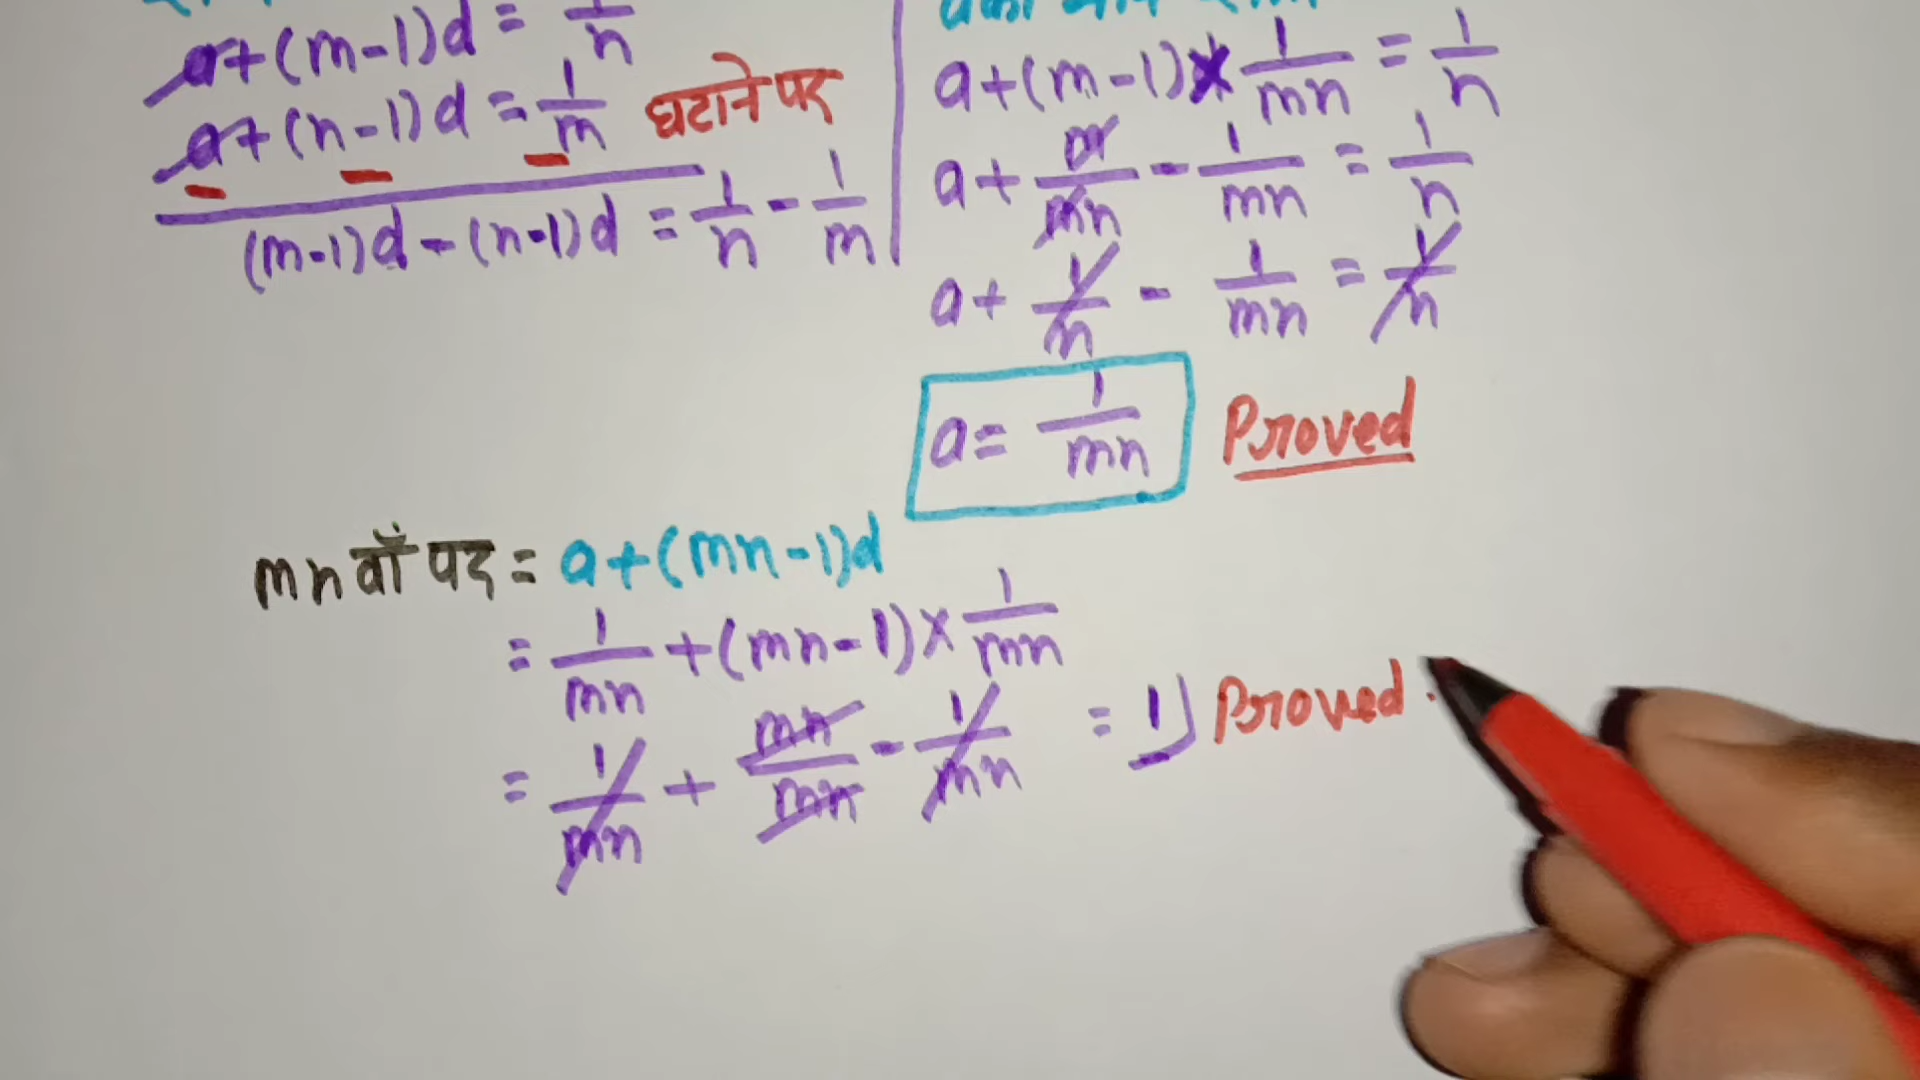 a+(m-1)d = 1/n
a+(n-1)d = 1/m घटाने पर
(m-1)d-(n-1)d = 1/n - 1/m
a+(m-1)×1/mn = 1/n
a+m/mn - 1/mn = 1/n
a+1/n - 1/mn = 1/n
a= 1/mn Proved
mnवाँ पद = a+(mn-1)d
= 1/mn +(mn-1)×1/mn
= 1/mn + mn/mn - 1/mn = 1 Proved.